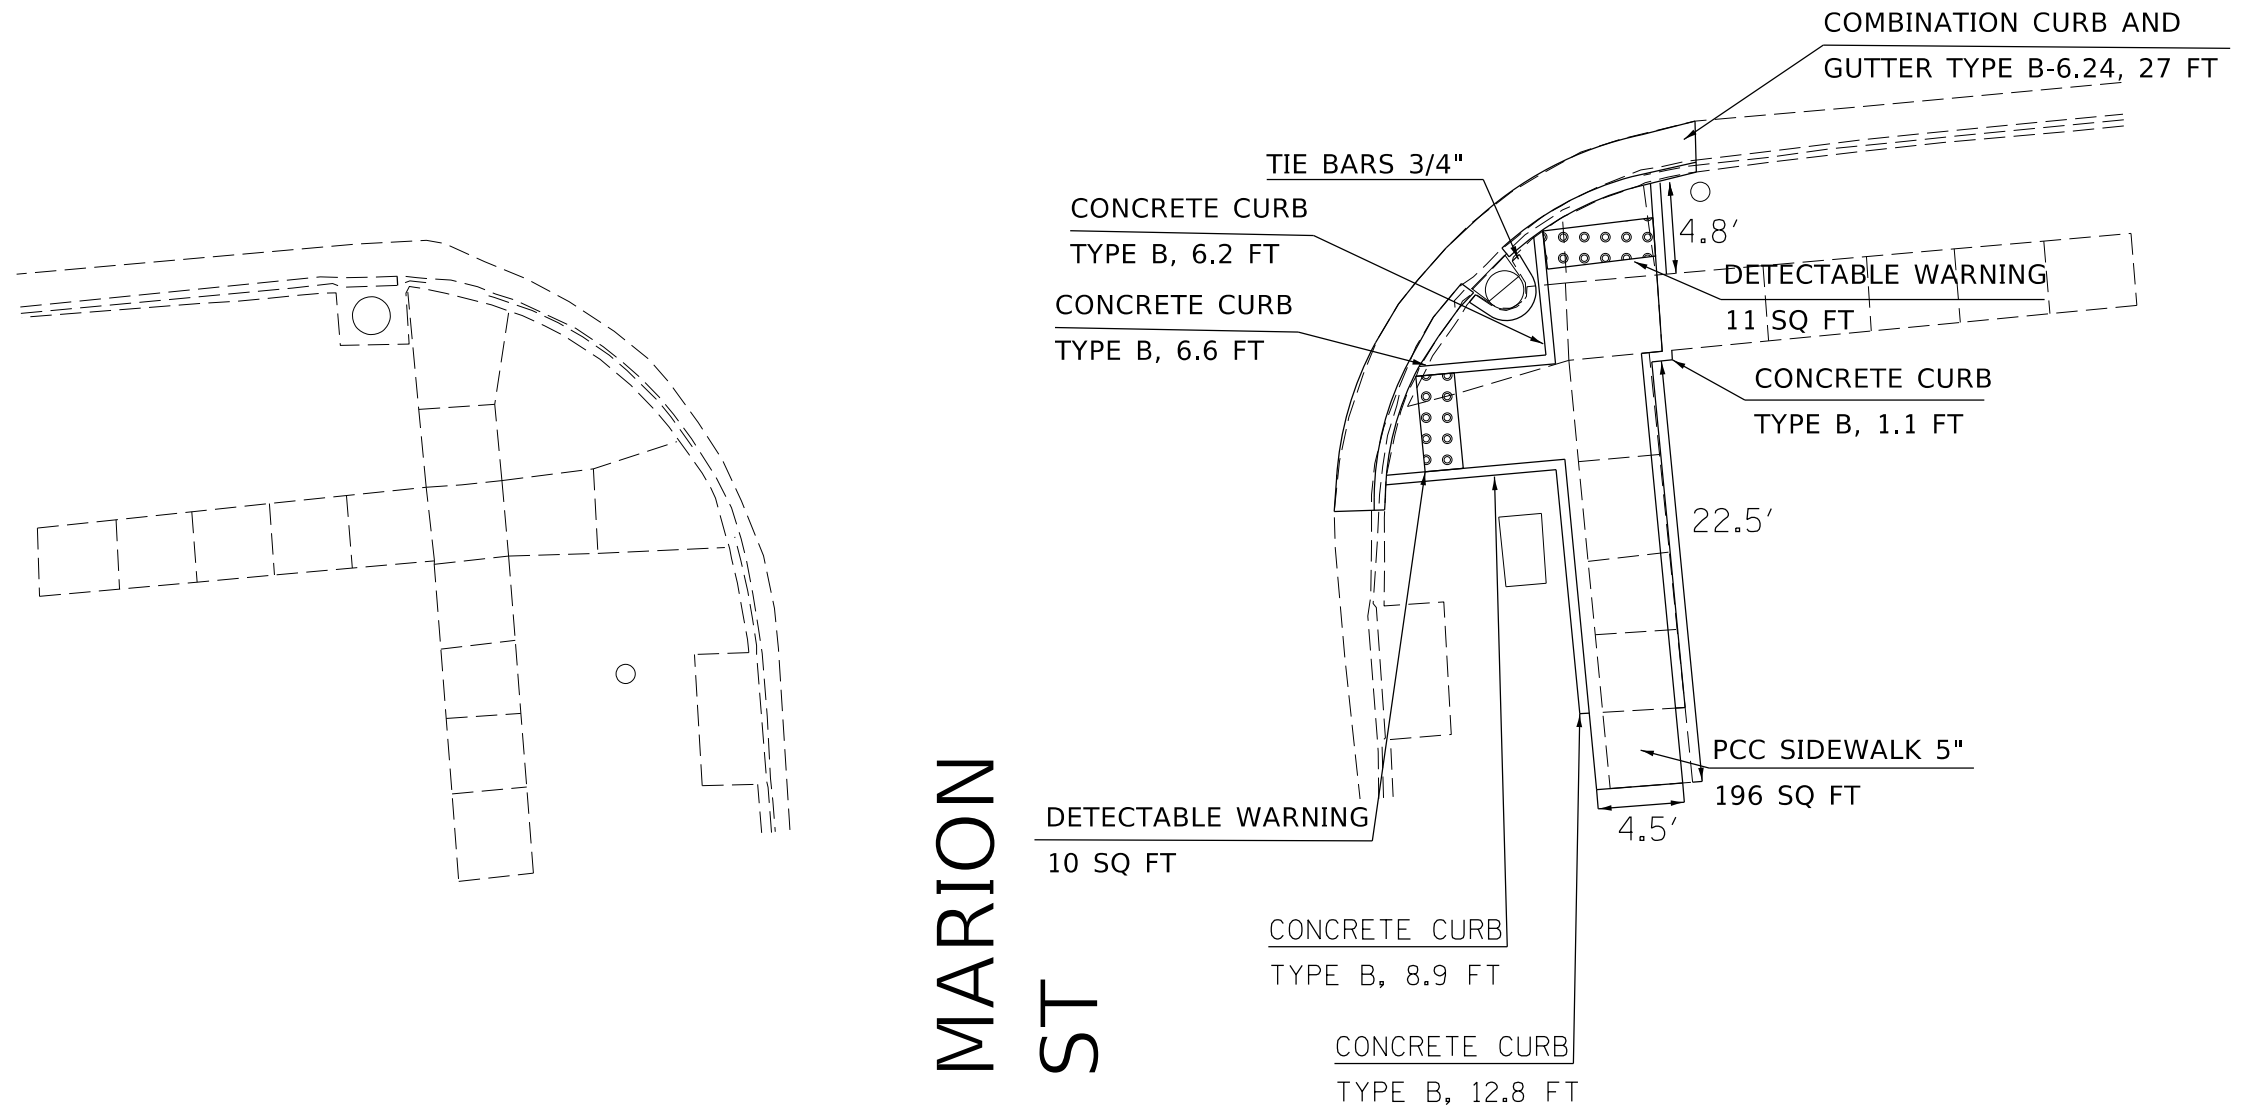 COMBINATION CURB AND
GUTTER TYPE B-6.24, 27 FT
TIE BARS 3/4"
CONCRETE CURB
TYPE B, 6.2 FT
4.8'
DETECTABLE WARNING
11 SQ FT
CONCRETE CURB
TYPE B, 6.6 FT
CONCRETE CURB
TYPE B, 1.1 FT
22.5'
PCC SIDEWALK 5"
196 SQ FT
4.5'
DETECTABLE WARNING
10 SQ FT
MARION
ST
CONCRETE CURB
TYPE B, 8.9 FT
CONCRETE CURB
TYPE B, 12.8 FT